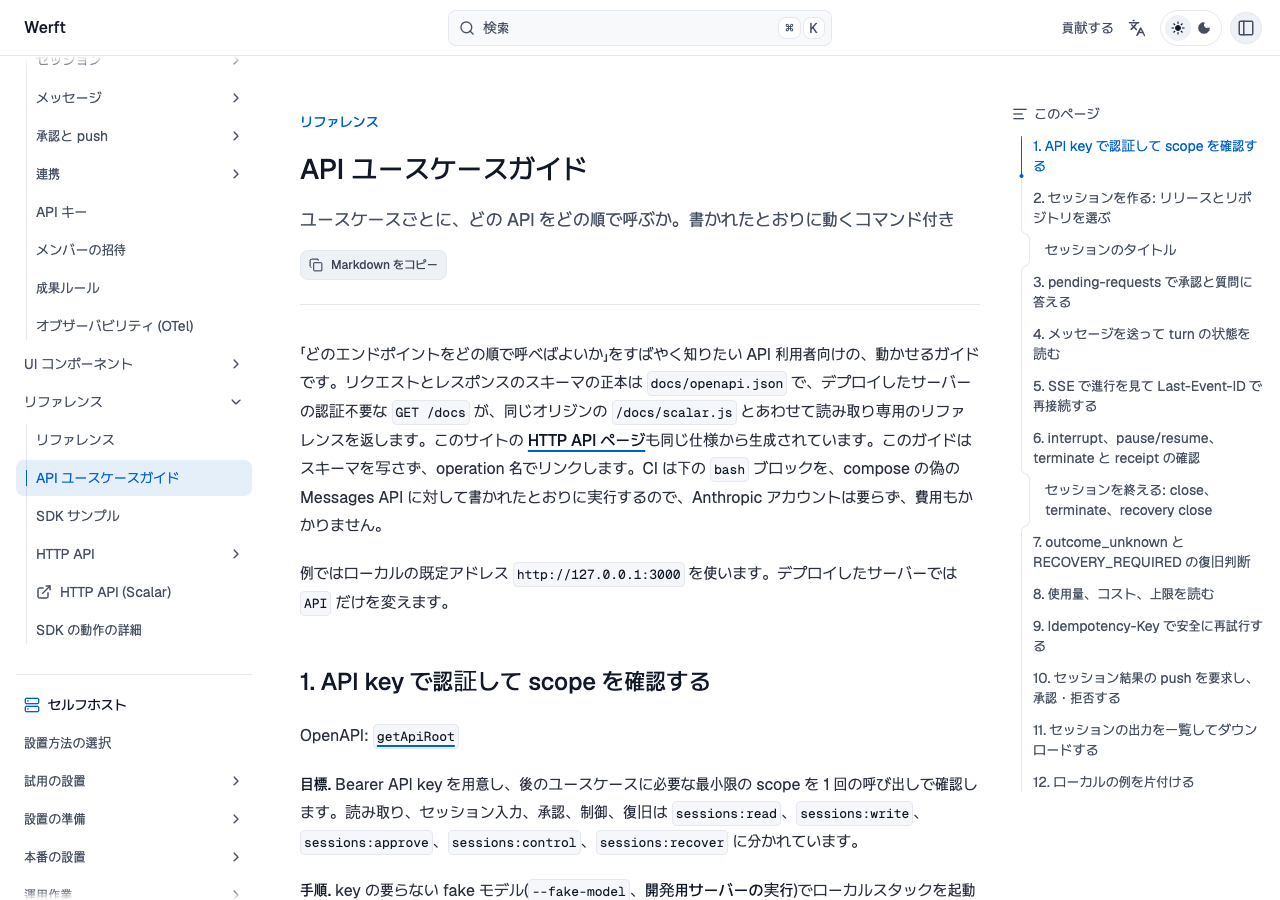 Werft
検索
⌘ K
貢献する
セッション
メッセージ
承認と push
連携
API キー
メンバーの招待
成果ルール
オブザーバビリティ (OTel)
UI コンポーネント
リファレンス
リファレンス
API ユースケースガイド
SDK サンプル
HTTP API
HTTP API (Scalar)
SDK の動作の詳細
セルフホスト
設置方法の選択
試用の設置
設置の準備
本番の設置
運用作業
リファレンス
API ユースケースガイド
ユースケースごとに、どの API をどの順で呼ぶか。書かれたとおりに動くコマンド付き
Markdown をコピー
「どのエンドポイントをどの順で呼べばよいか」をすばやく知りたい API 利用者向けの、動かせるガイド
です。リクエストとレスポンスのスキーマの正本は docs/openapi.json で、デプロイしたサーバー
の認証不要な GET /docs が、同じオリジンの /docs/scalar.js とあわせて読み取り専用のリファ
レンスを返します。このサイトの HTTP API ページも同じ仕様から生成されています。このガイドは
スキーマを写さず、operation 名でリンクします。CI は下の bash ブロックを、compose の偽の
Messages API に対して書かれたとおりに実行するので、Anthropic アカウントは要らず、費用もか
かりません。
例ではローカルの既定アドレス http://127.0.0.1:3000 を使います。デプロイしたサーバーでは
API だけを変えます。
1. API key で認証して scope を確認する
OpenAPI: getApiRoot
目標. Bearer API key を用意し、後のユースケースに必要な最小限の scope を 1 回の呼び出しで確認し
ます。読み取り、セッション入力、承認、制御、復旧は sessions:read、sessions:write、
sessions:approve、sessions:control、sessions:recover に分かれています。
手順. key の要らない fake モデル(--fake-model、開発用サーバーの実行)でローカルスタックを起動
このページ
1. API key で認証して scope を確認す
る
2. セッションを作る: リリースとリポ
ジトリを選ぶ
セッションのタイトル
3. pending-requests で承認と質問に
答える
4. メッセージを送って turn の状態を
読む
5. SSE で進行を見て Last-Event-ID で
再接続する
6. interrupt、pause/resume、
terminate と receipt の確認
セッションを終える: close、
terminate、recovery close
7. outcome_unknown と
RECOVERY_REQUIRED の復旧判断
8. 使用量、コスト、上限を読む
9. Idempotency-Key で安全に再試行す
る
10. セッション結果の push を要求し、
承認・拒否する
11. セッションの出力を一覧してダウン
ロードする
12. ローカルの例を片付ける